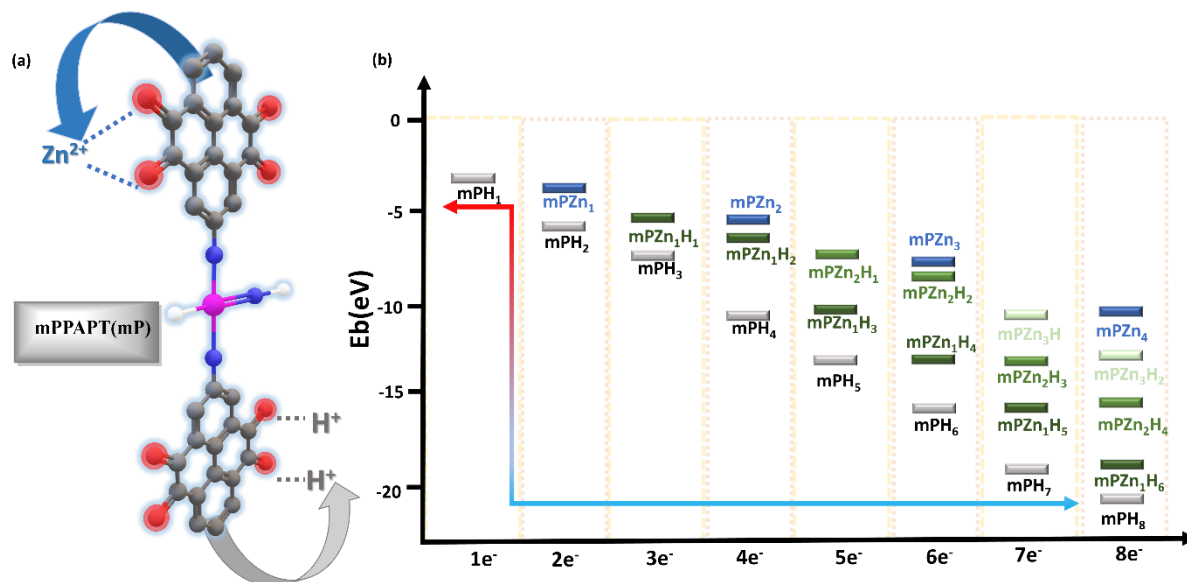 (a)
Zn²⁺
mPPAPT(mP)
H⁺
H⁺
(b)
Eb(eV)
0
-5
-10
-15
-20
mPH₁
mPZn₁
mPH₂
mPZn₁H₁
mPH₃
mPZn₂
mPZn₁H₂
mPH₄
mPZn₂H₁
mPZn₁H₃
mPH₅
mPZn₃
mPZn₂H₂
mPZn₁H₄
mPH₆
mPZn₃H
mPZn₂H₃
mPZn₁H₅
mPH₇
mPZn₄
mPZn₃H₂
mPZn₂H₄
mPZn₁H₆
mPH₈
1e⁻ 2e⁻ 3e⁻ 4e⁻ 5e⁻ 6e⁻ 7e⁻ 8e⁻